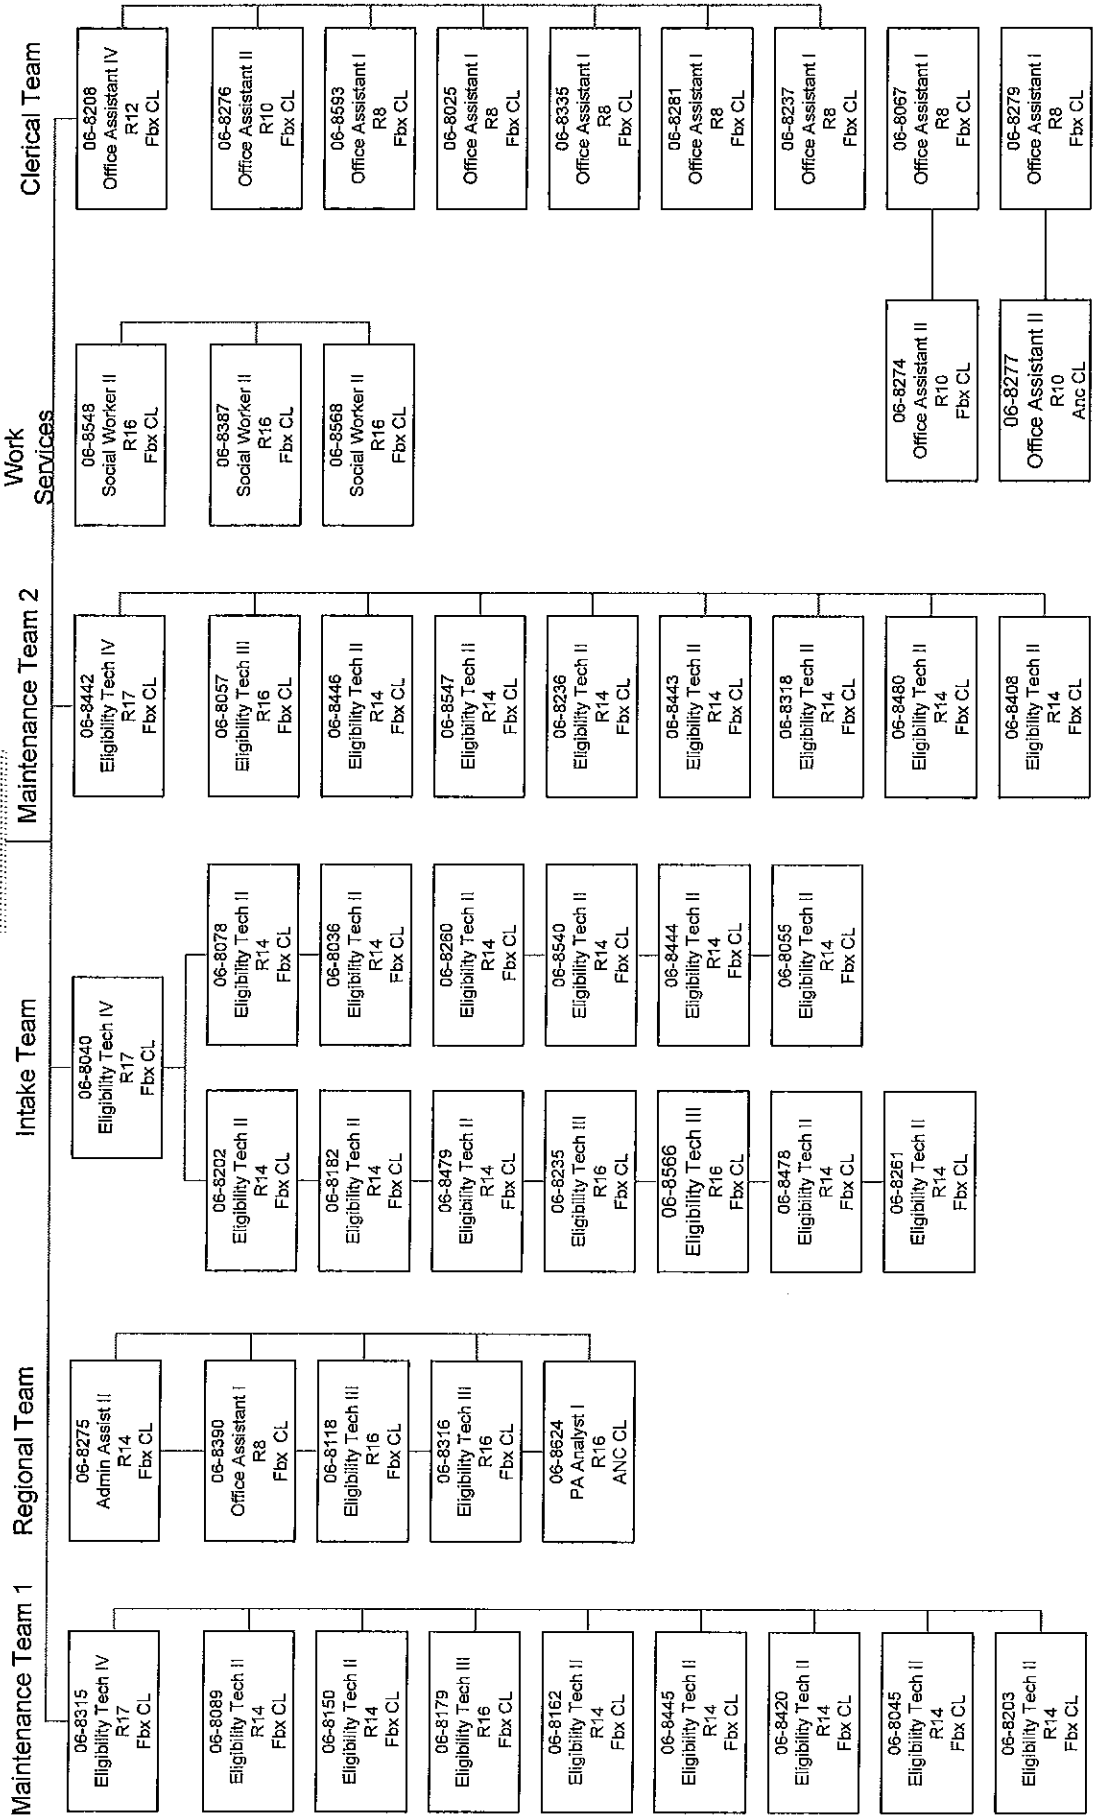 Maintenance Team 1
06-8315
Eligibility Tech IV
R17
Fbx CL
06-8089
Eligibility Tech II
R14
Fbx CL
06-8150
Eligibility Tech II
R14
Fbx CL
06-8179
Eligibility Tech III
R16
Fbx CL
06-8162
Eligibility Tech II
R14
Fbx CL
06-8445
Eligibility Tech II
R14
Fbx CL
06-8420
Eligibility Tech II
R14
Fbx CL
06-8045
Eligibility Tech II
R14
Fbx CL
06-8203
Eligibility Tech II
R14
Fbx CL
Regional Team
06-8275
Admin Assist II
R14
Fbx CL
06-8390
Office Assistant I
R8
Fbx CL
06-8118
Eligibility Tech III
R16
Fbx CL
06-8316
Eligibility Tech III
R16
Fbx CL
06-8624
PA Analyst I
R16
ANC CL
Intake Team
06-8040
Eligibility Tech IV
R17
Fbx CL
06-8202
Eligibility Tech II
R14
Fbx CL
06-8182
Eligibility Tech II
R14
Fbx CL
06-8479
Eligibility Tech II
R14
Fbx CL
06-8235
Eligibility Tech III
R16
Fbx CL
06-8566
Eligibility Tech III
R16
Fbx CL
06-8478
Eligibility Tech II
R14
Fbx CL
06-8261
Eligibility Tech II
R14
Fbx CL
06-8078
Eligibility Tech II
R14
Fbx CL
06-8036
Eligibility Tech II
R14
Fbx CL
06-8260
Eligibility Tech II
R14
Fbx CL
06-8540
Eligibility Tech II
R14
Fbx CL
06-8444
Eligibility Tech II
R14
Fbx CL
06-8055
Eligibility Tech II
R14
Fbx CL
Maintenance Team 2
06-8442
Eligibility Tech IV
R17
Fbx CL
06-8057
Eligibility Tech III
R16
Fbx CL
06-8446
Eligibility Tech II
R14
Fbx CL
06-8547
Eligibility Tech II
R14
Fbx CL
06-8236
Eligibility Tech II
R14
Fbx CL
06-8443
Eligibility Tech II
R14
Fbx CL
06-8318
Eligibility Tech II
R14
Fbx CL
06-8480
Eligibility Tech II
R14
Fbx CL
06-8408
Eligibility Tech II
R14
Fbx CL
Work
Services
06-8548
Social Worker II
R16
Fbx CL
06-8387
Social Worker II
R16
Fbx CL
06-8568
Social Worker II
R16
Fbx CL
06-8274
Office Assistant II
R10
Fbx CL
06-8277
Office Assistant II
R10
Anc CL
Clerical Team
06-8208
Office Assistant IV
R12
Fbx CL
06-8276
Office Assistant II
R10
Fbx CL
06-8593
Office Assistant I
R8
Fbx CL
06-8025
Office Assistant I
R8
Fbx CL
06-8335
Office Assistant I
R8
Fbx CL
06-8281
Office Assistant I
R8
Fbx CL
06-8237
Office Assistant I
R8
Fbx CL
06-8067
Office Assistant I
R8
Fbx CL
06-8279
Office Assistant I
R8
Fbx CL